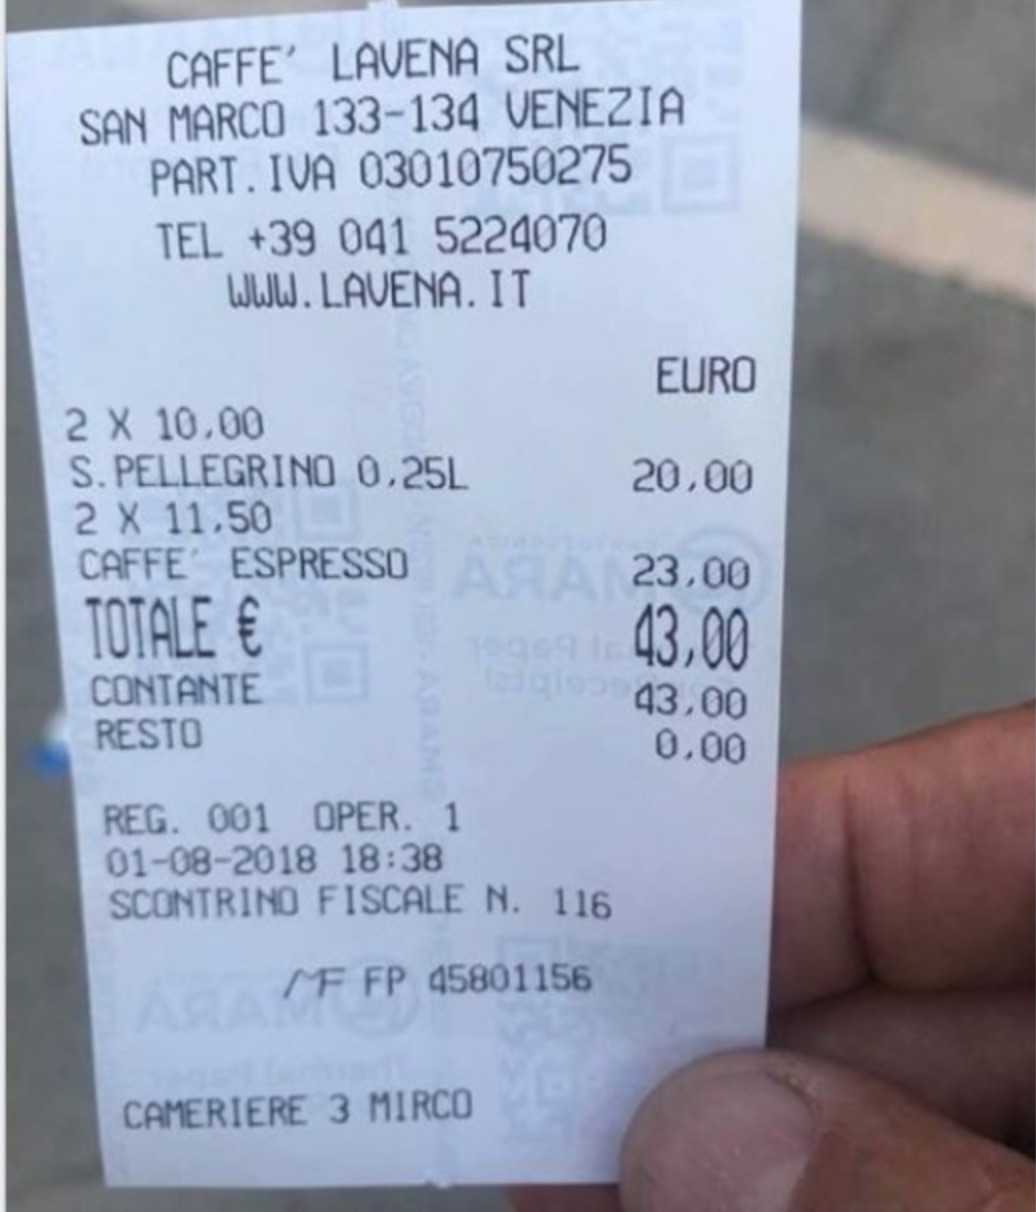 CAFFE' LAVENA SRL
SAN MARCO 133-134 VENEZIA
PART.IVA 03010750275
TEL +39 041 5224070
WWW.LAVENA.IT
EURO
2 X 10,00
S.PELLEGRINO 0,25L 20,00
2 X 11,50
CAFFE' ESPRESSO 23,00
TOTALE € 43,00
CONTANTE 43,00
RESTO 0,00
REG. 001 OPER. 1
01-08-2018 18:38
SCONTRINO FISCALE N. 116
MF FP 45801156
CAMERIERE 3 MIRCO